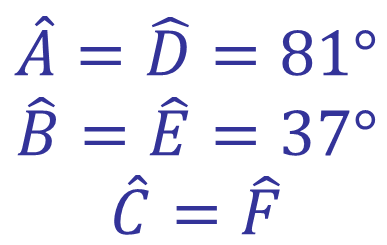 Â = D̂ = 81°
B̂ = Ê = 37°
Ĉ = F̂